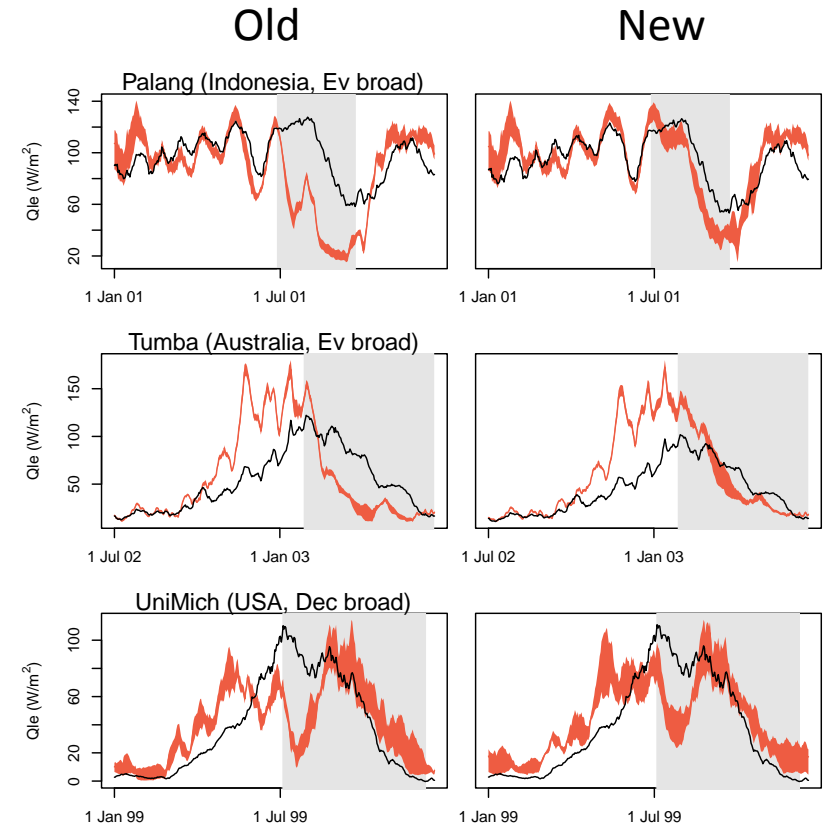 Old
New
Palang (Indonesia, Ev broad)
Qle (W/m²)
140
100
60
20
1 Jan 01
1 Jul 01
1 Jan 01
1 Jul 01
Tumba (Australia, Ev broad)
Qle (W/m²)
150
100
50
1 Jul 02
1 Jan 03
1 Jul 02
1 Jan 03
UniMich (USA, Dec broad)
Qle (W/m²)
100
60
20
0
1 Jan 99
1 Jul 99
1 Jan 99
1 Jul 99